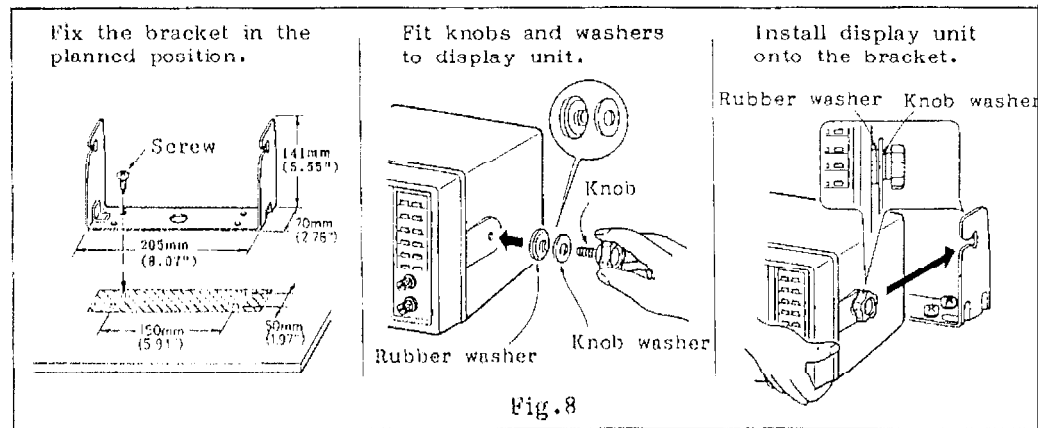 Fix the bracket in the
planned position.
Screw
141mm
(5.55")
70mm
(2.76")
205mm
(8.07")
150mm
(5.91")
50mm
(1.97")
Fit knobs and washers
to display unit.
Knob
Rubber washer
Knob washer
Install display unit
onto the bracket.
Rubber washer
Knob washer
Fig.8